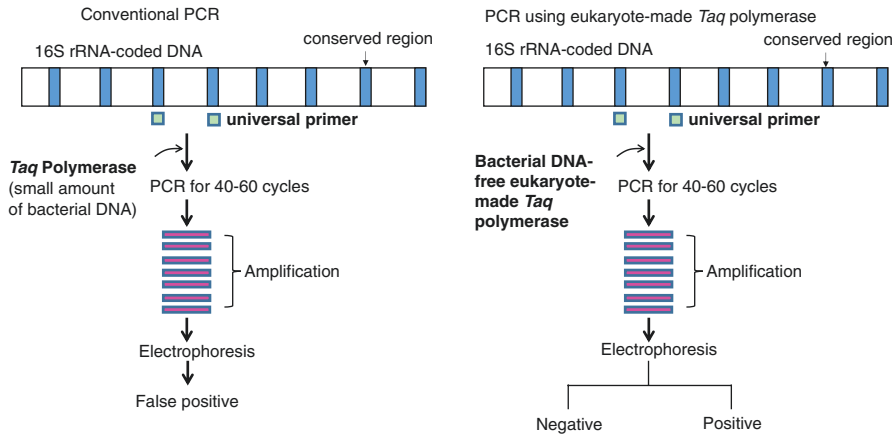 Conventional PCR
16S rRNA-coded DNA
conserved region
universal primer
Taq Polymerase
(small amount
of bacterial DNA)
PCR for 40-60 cycles
Amplification
Electrophoresis
False positive
PCR using eukaryote-made Taq polymerase
16S rRNA-coded DNA
conserved region
universal primer
Bacterial DNA-
free eukaryote-
made Taq
polymerase
PCR for 40-60 cycles
Amplification
Electrophoresis
Negative
Positive